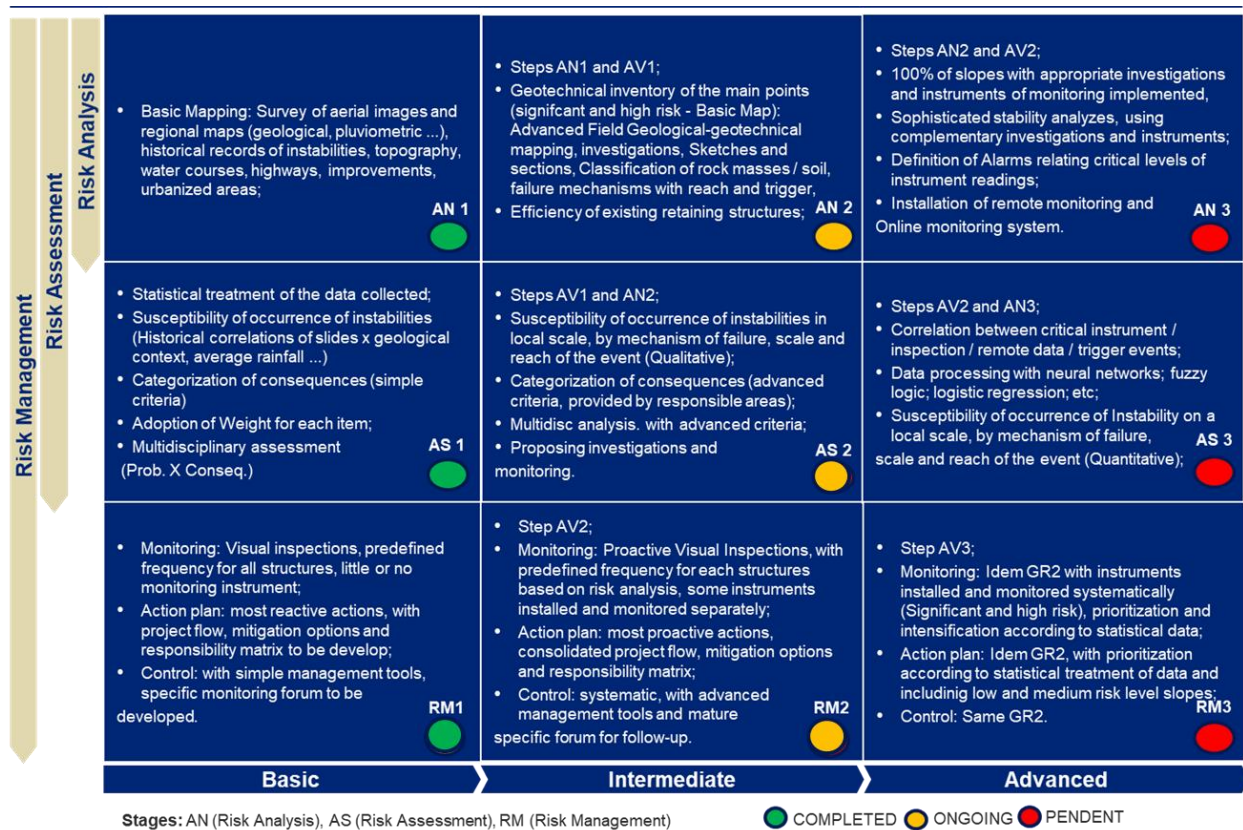 Risk Management
Risk Assessment
Risk Analysis
• Basic Mapping: Survey of aerial images and
regional maps (geological, pluviometric ...),
historical records of instabilities, topography,
water courses, highways, improvements,
urbanized areas;
AN 1
• Steps AN1 and AV1;
• Geotechnical inventory of the main points
(signifcant and high risk - Basic Map):
Advanced Field Geological-geotechnical
mapping, investigations, Sketches and
sections, Classification of rock masses / soil,
failure mechanisms with reach and trigger,
• Efficiency of existing retaining structures;
AN 2
• Steps AN2 and AV2;
• 100% of slopes with appropriate investigations
and instruments of monitoring implemented,
• Sophisticated stability analyzes, using
complementary investigations and instruments;
• Definition of Alarms relating critical levels of
instrument readings;
• Installation of remote monitoring and
Online monitoring system.
AN 3
• Statistical treatment of the data collected;
• Susceptibility of occurrence of instabilities
(Historical correlations of slides x geological
context, average rainfall ...)
• Categorization of consequences (simple
criteria)
• Adoption of Weight for each item;
• Multidisciplinary assessment
(Prob. X Conseq.)
AS 1
• Steps AV1 and AN2;
• Susceptibility of occurrence of instabilities in
local scale, by mechanism of failure, scale and
reach of the event (Qualitative);
• Categorization of consequences (advanced
criteria, provided by responsible areas);
• Multidisc analysis. with advanced criteria;
• Proposing investigations and
monitoring.
AS 2
• Steps AV2 and AN3;
• Correlation between critical instrument /
inspection / remote data / trigger events;
• Data processing with neural networks; fuzzy
logic; logistic regression; etc;
• Susceptibility of occurrence of Instability on a
local scale, by mechanism of failure,
scale and reach of the event (Quantitative);
AS 3
• Monitoring: Visual inspections, predefined
frequency for all structures, little or no
monitoring instrument;
• Action plan: most reactive actions, with
project flow, mitigation options and
responsibility matrix to be develop;
• Control: with simple management tools,
specific monitoring forum to be
developed.
RM1
• Step AV2;
• Monitoring: Proactive Visual Inspections, with
predefined frequency for each structures
based on risk analysis, some instruments
installed and monitored separately;
• Action plan: most proactive actions,
consolidated project flow, mitigation options
and responsibility matrix;
• Control: systematic, with advanced
management tools and mature
specific forum for follow-up.
RM2
• Step AV3;
• Monitoring: Idem GR2 with instruments
installed and monitored systematically
(Significant and high risk), prioritization and
intensification according to statistical data;
• Action plan: Idem GR2, with prioritization
according to statistical treatment of data and
including low and medium risk level slopes;
• Control: Same GR2.
RM3
Basic
Intermediate
Advanced
Stages: AN (Risk Analysis), AS (Risk Assessment), RM (Risk Management)
COMPLETED
ONGOING
PENDENT